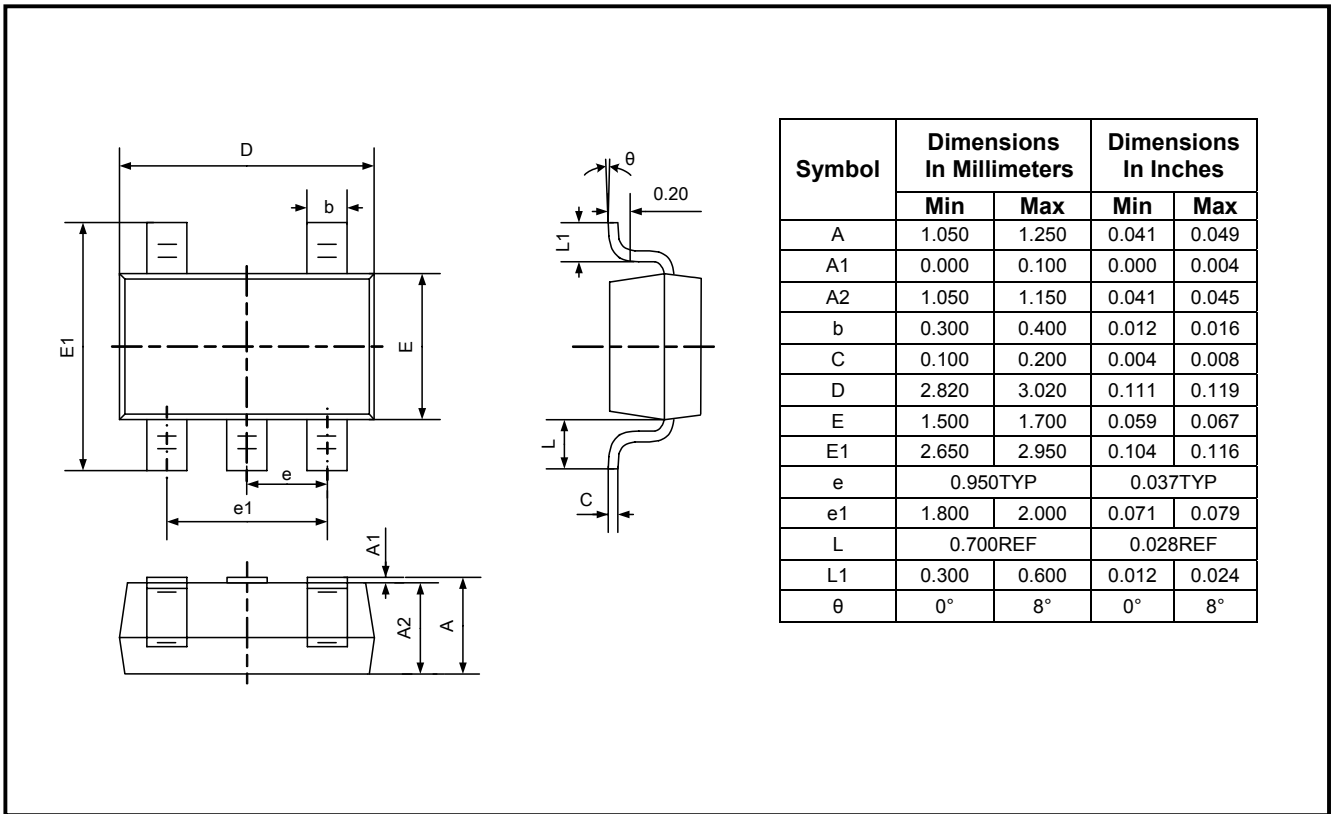 D
b
E1
E
e
e1
A1
A2
A
θ
0.20
L1
L
C
Symbol Dimensions In Millimeters Dimensions In Inches
Min Max Min Max
A 1.050 1.250 0.041 0.049
A1 0.000 0.100 0.000 0.004
A2 1.050 1.150 0.041 0.045
b 0.300 0.400 0.012 0.016
C 0.100 0.200 0.004 0.008
D 2.820 3.020 0.111 0.119
E 1.500 1.700 0.059 0.067
E1 2.650 2.950 0.104 0.116
e 0.950TYP 0.037TYP
e1 1.800 2.000 0.071 0.079
L 0.700REF 0.028REF
L1 0.300 0.600 0.012 0.024
θ 0° 8° 0° 8°